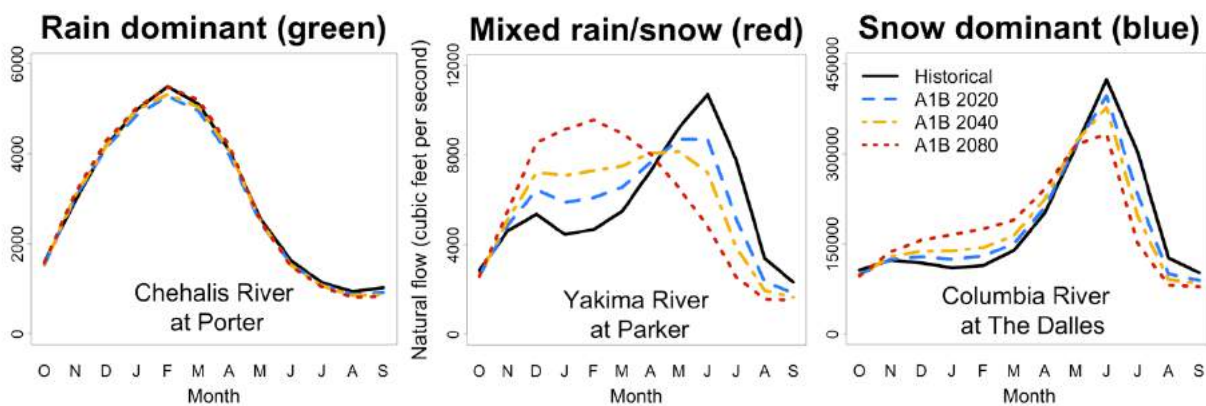 Rain dominant (green)
6000
4000
2000
0
Chehalis River
at Porter
O N D J F M A M J J A S
Month
Mixed rain/snow (red)
Natural flow (cubic feet per second)
12000
8000
4000
0
Yakima River
at Parker
O N D J F M A M J J A S
Month
Snow dominant (blue)
450000
300000
150000
0
Historical
A1B 2020
A1B 2040
A1B 2080
Columbia River
at The Dalles
O N D J F M A M J J A S
Month